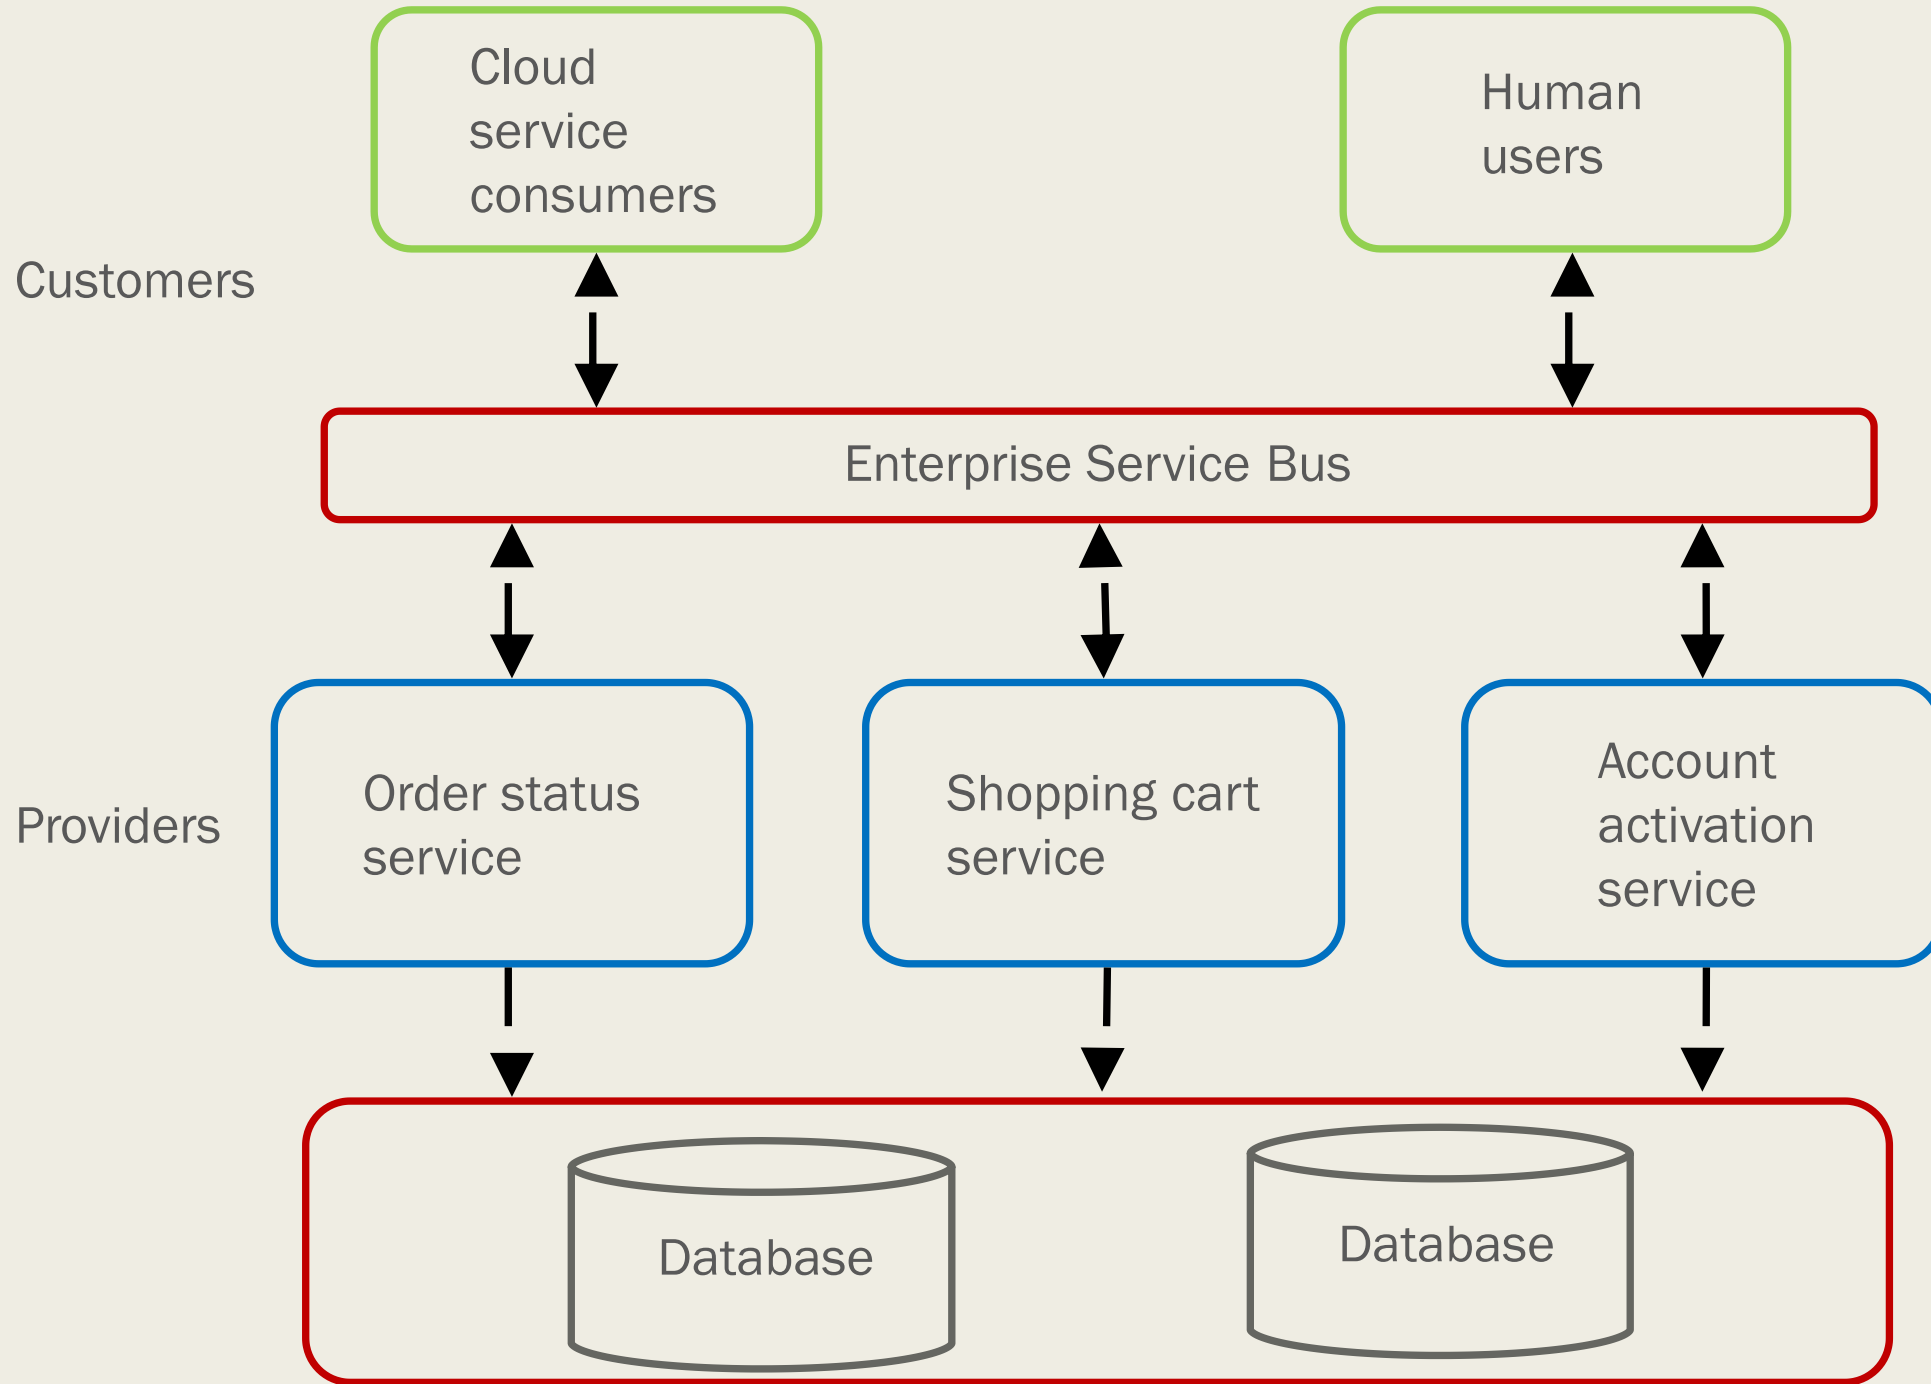 Cloud
service
consumers
Human
users
Customers
Enterprise Service Bus
Order status
service
Shopping cart
service
Account
activation
service
Providers
Database
Database